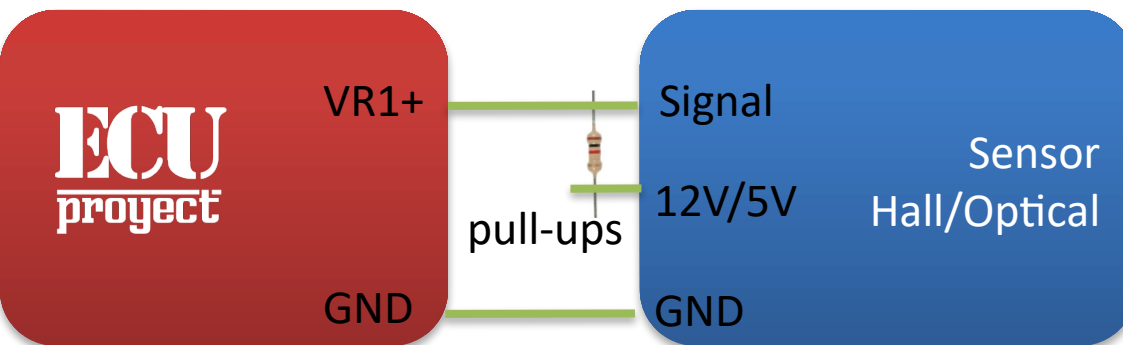 VR1+
Signal
ECU
proyect
Sensor
Hall/Optical
12V/5V
pull-ups
GND
GND